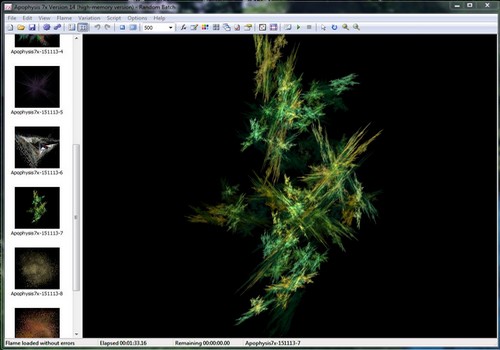 Apophysis 7x Version 14 (high-memory version) - Random Batch
File Edit View Flame Variation Script Options Help
500
Apophysis7x-151113-4
Apophysis7x-151113-5
Apophysis7x-151113-6
Apophysis7x-151113-7
Apophysis7x-151113-8
Flame loaded without errors Elapsed 00:01:33.16 Remaining 00:00:00.00 Apophysis7x-151113-7